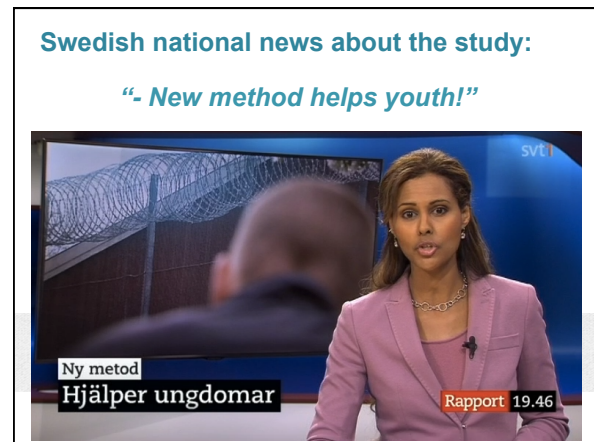 Swedish national news about the study:
“- New method helps youth!”
svt1
Ny metod
Hjälper ungdomar
Rapport 19.46